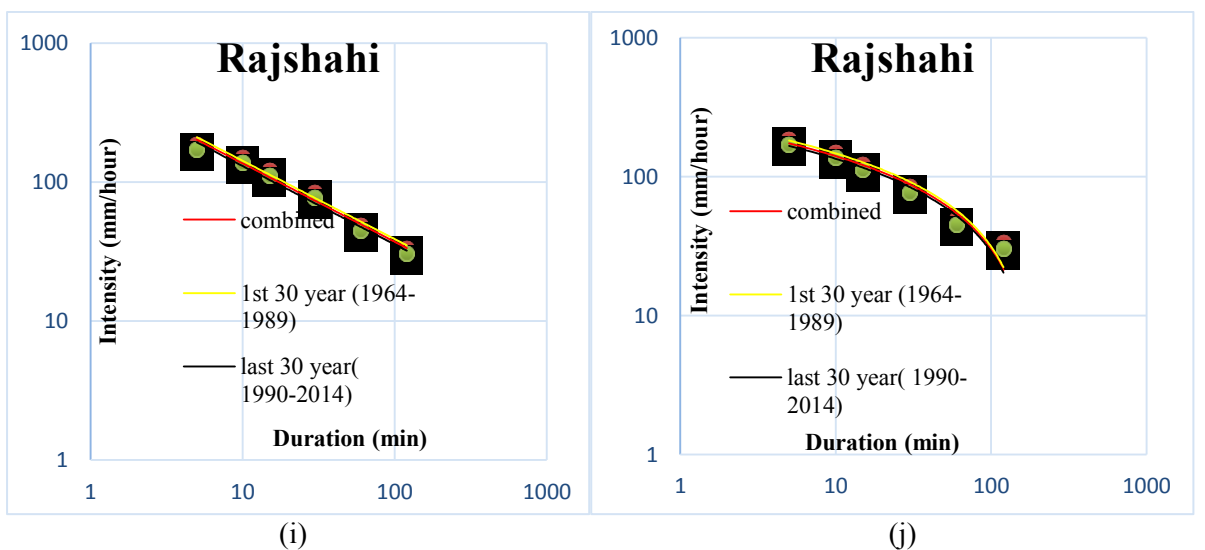 Rajshahi
1000
100
10
1
Intensity (mm/hour)
combined
1st 30 year (1964-
1989)
last 30 year(
1990-2014)
Duration (min)
1
10
100
1000
(i)
Rajshahi
1000
100
10
1
Intensity (mm/hour)
combined
1st 30 year (1964-
1989)
last 30 year( 1990-
2014)
Duration (min)
1
10
100
1000
(j)